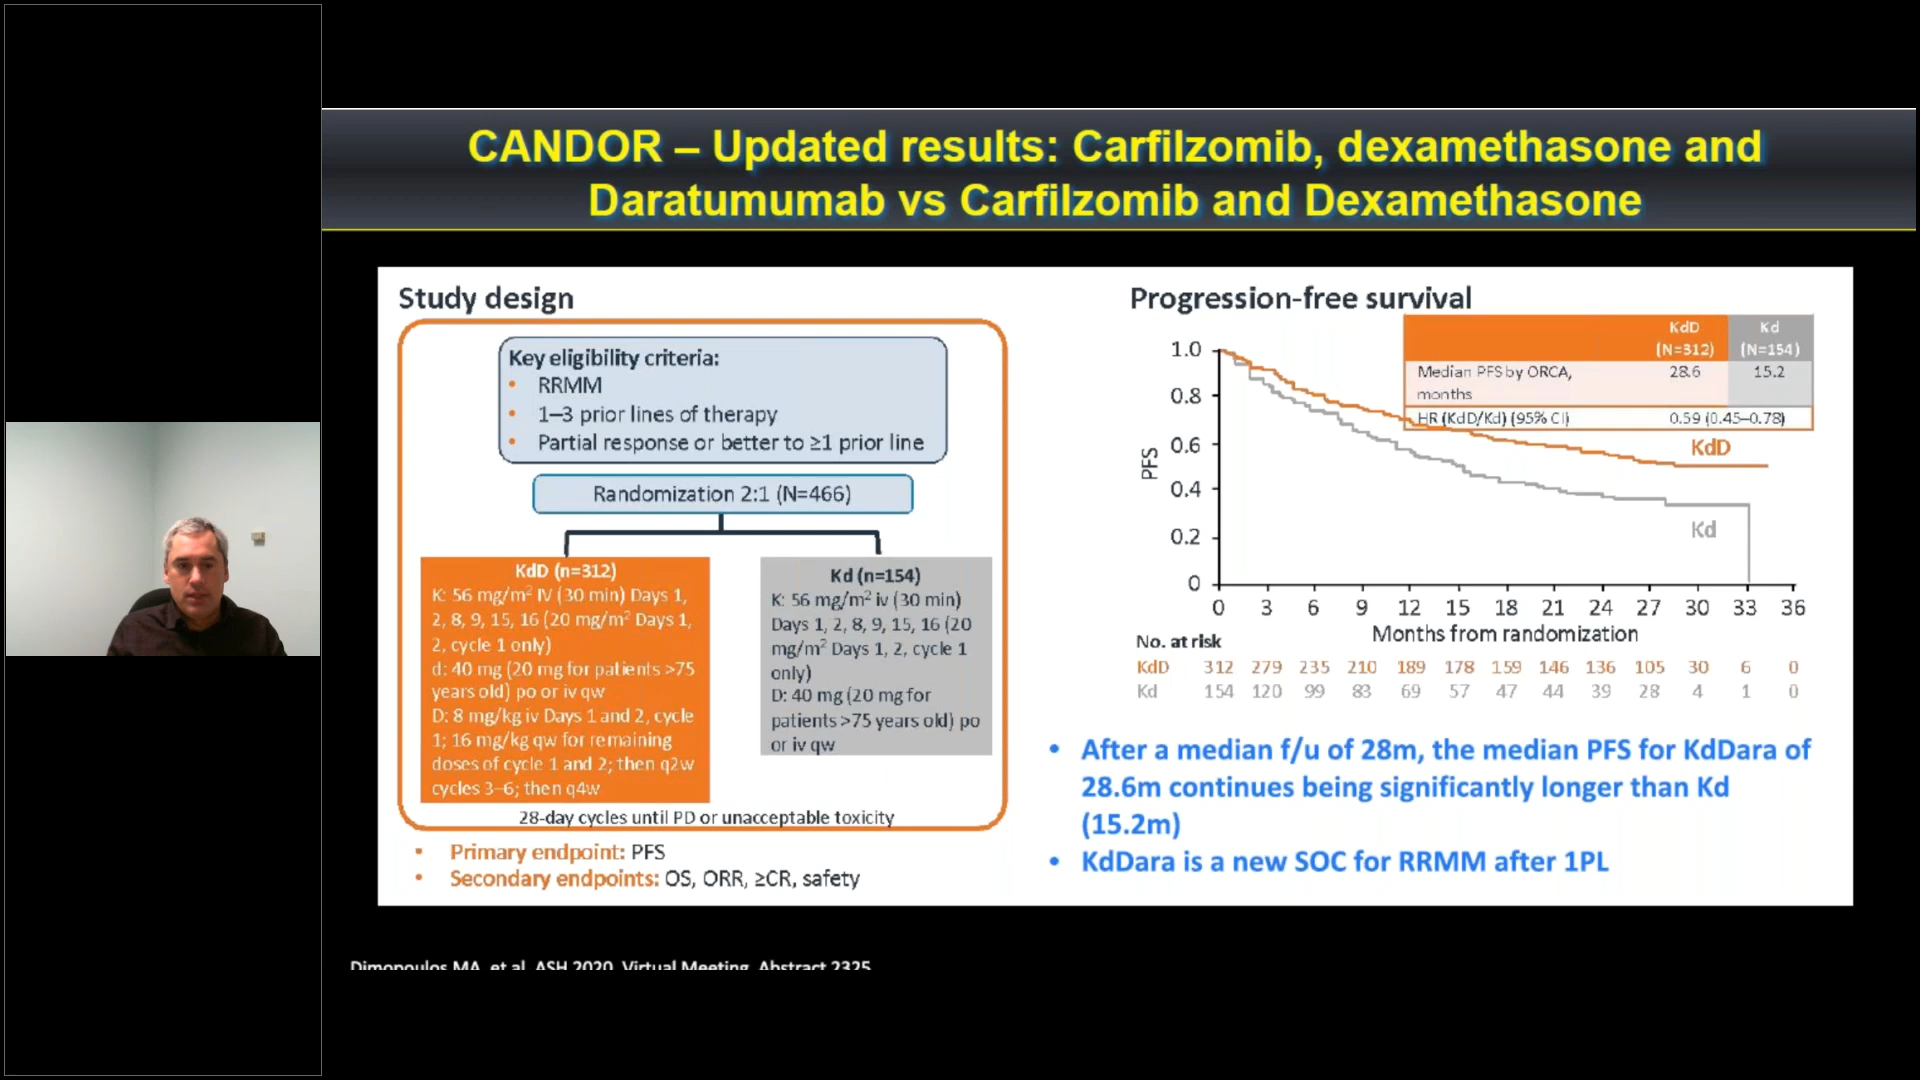 CANDOR – Updated results: Carfilzomib, dexamethasone and
Daratumumab vs Carfilzomib and Dexamethasone
Study design
Key eligibility criteria:
• RRMM
• 1–3 prior lines of therapy
• Partial response or better to ≥1 prior line
Randomization 2:1 (N=466)
KdD (n=312)
K: 56 mg/m² IV (30 min) Days 1,
2, 8, 9, 15, 16 (20 mg/m² Days 1,
2, cycle 1 only)
d: 40 mg (20 mg for patients >75
years old) po or iv qw
D: 8 mg/kg iv Days 1 and 2, cycle
1; 16 mg/kg qw for remaining
doses of cycle 1 and 2; then q2w
cycles 3–6; then q4w
Kd (n=154)
K: 56 mg/m² iv (30 min)
Days 1, 2, 8, 9, 15, 16 (20
mg/m² Days 1, 2, cycle 1
only)
D: 40 mg (20 mg for
patients >75 years old) po
or iv qw
28-day cycles until PD or unacceptable toxicity
• Primary endpoint: PFS
• Secondary endpoints: OS, ORR, ≥CR, safety
Progression-free survival
KdD (N=312) Kd (N=154)
Median PFS by ORCA, months 28.6 15.2
HR (KdD/Kd) (95% CI) 0.59 (0.45–0.78)
PFS
1.0
0.8
0.6
0.4
0.2
0
KdD
Kd
0 3 6 9 12 15 18 21 24 27 30 33 36
Months from randomization
No. at risk
KdD 312 279 235 210 189 178 159 146 136 105 30 6 0
Kd 154 120 99 83 69 57 47 44 39 28 4 1 0
• After a median f/u of 28m, the median PFS for KdDara of
28.6m continues being significantly longer than Kd
(15.2m)
• KdDara is a new SOC for RRMM after 1PL
Dimopoulos MA, et al. ASH 2020. Virtual Meeting. Abstract 2325